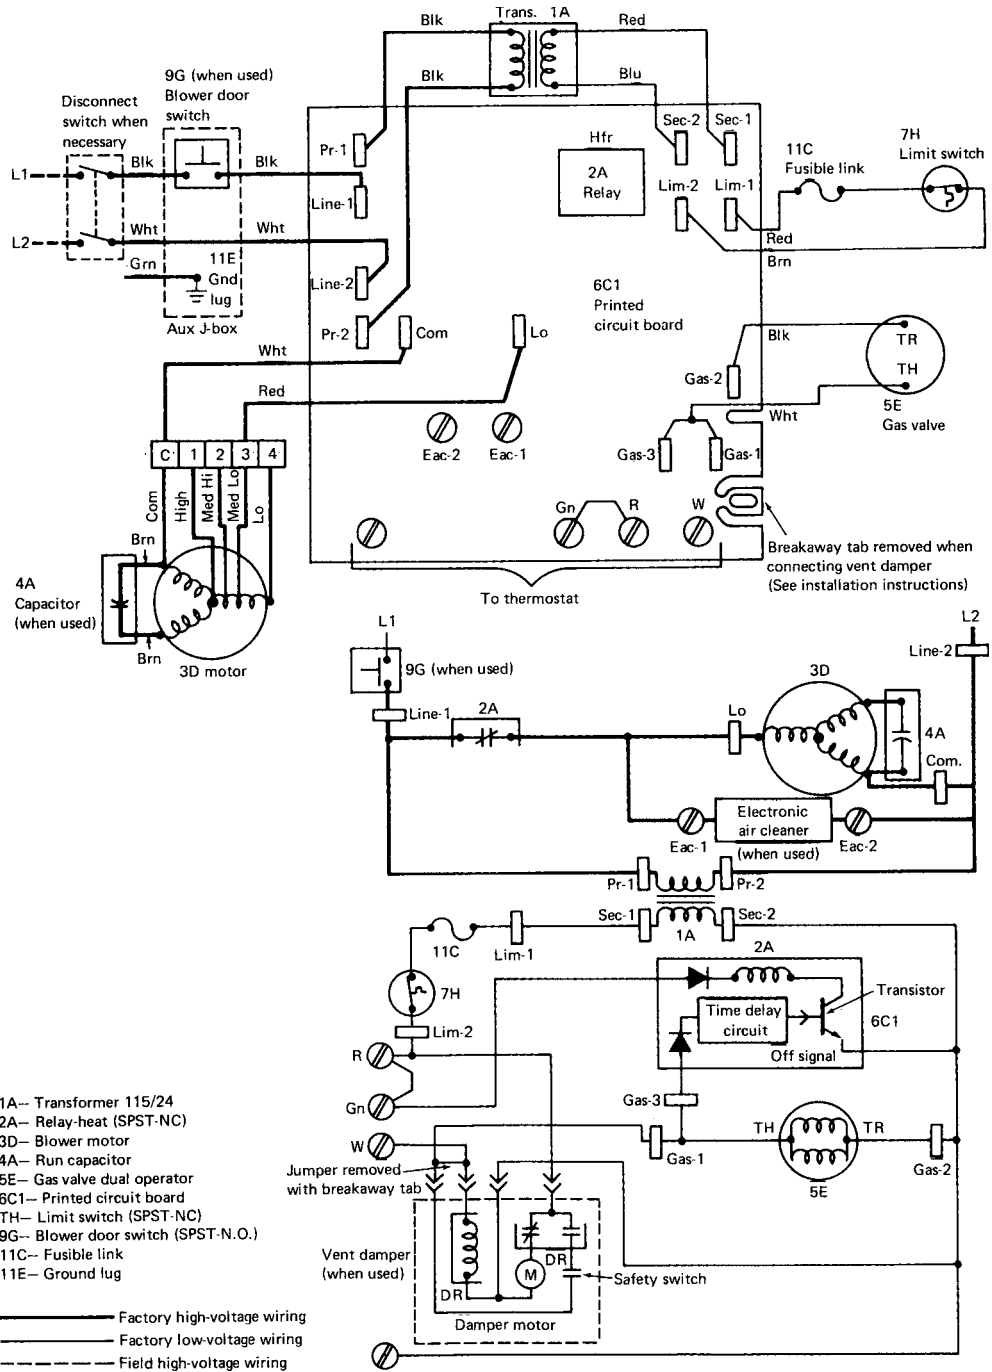 Trans. 1A
Blk
Red
Blk
Blu
9G (when used)
Blower door
switch
Disconnect
switch when
necessary
Sec-2
Sec-1
Hfr
2A
Relay
7H
Limit switch
11C
Fusible link
Pr-1
L1
Blk
Blk
Line-1
Lim-2
Lim-1
L2
Wht
Wht
Red
Brn
Grn
11E
Gnd
lug
Line-2
6C1
Printed
circuit board
Aux J-box
Pr-2
Com
Lo
Blk
TR
TH
Wht
Gas-2
5E
Gas valve
Red
Wht
Eac-2
Eac-1
Gas-3
Gas-1
C
1
2
3
4
Com
High
Med Hi
Med Lo
Lo
Gn
R
W
Brn
Breakaway tab removed when
connecting vent damper
(See installation instructions)
4A
Capacitor
(when used)
To thermostat
Brn
3D motor
L1
L2
9G (when used)
Line-2
3D
Line-1
2A
Lo
4A
Com.
Electronic
air cleaner
(when used)
Eac-1
Eac-2
Pr-1
Pr-2
Sec-1
Sec-2
1A
11C
Lim-1
2A
7H
Transistor
Time delay
circuit
6C1
Lim-2
Off signal
R
Gn
Gas-3
W
TH
TR
Gas-1
Gas-2
5E
Jumper removed
with breakaway tab
1A-- Transformer 115/24
2A-- Relay-heat (SPST-NC)
3D-- Blower motor
4A-- Run capacitor
5E-- Gas valve dual operator
6C1-- Printed circuit board
7H-- Limit switch (SPST-NC)
9G-- Blower door switch (SPST-N.O.)
11C-- Fusible link
11E-- Ground lug
Vent damper
(when used)
DR
M
DR
Safety switch
Damper motor
Factory high-voltage wiring
Factory low-voltage wiring
Field high-voltage wiring